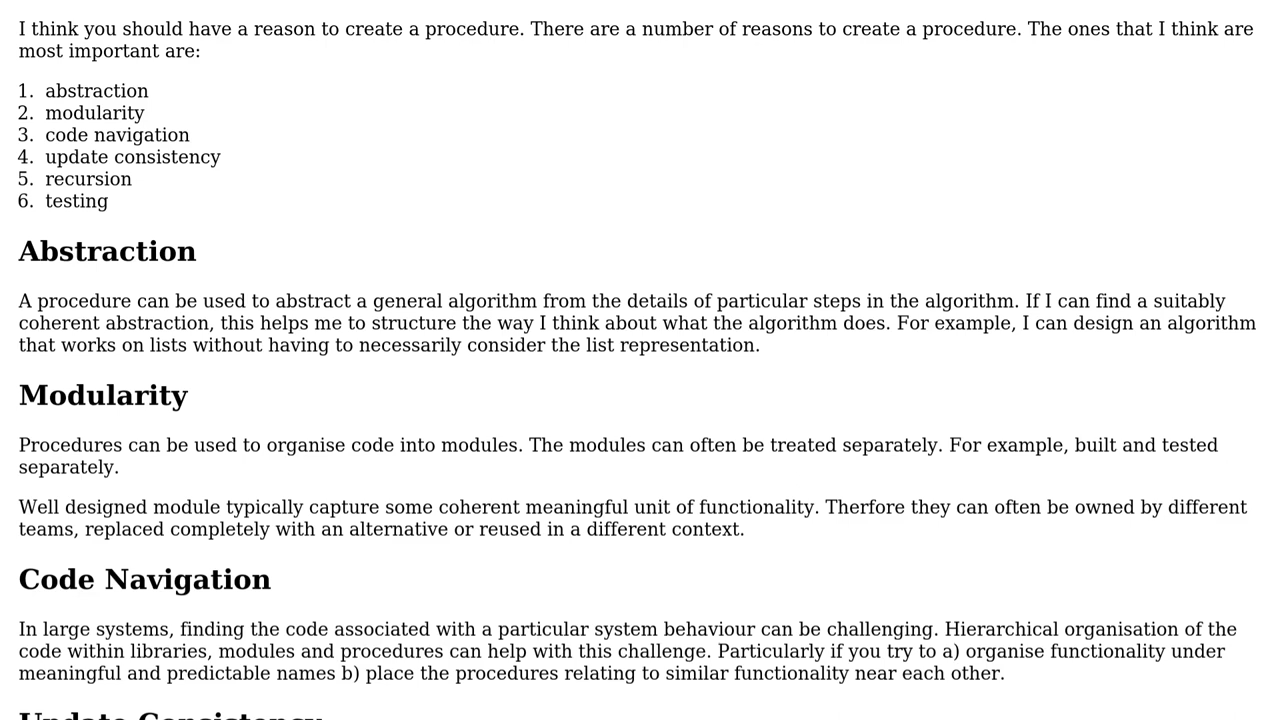 I think you should have a reason to create a procedure. There are a number of reasons to create a procedure. The ones that I think are
most important are:
1. abstraction
2. modularity
3. code navigation
4. update consistency
5. recursion
6. testing
Abstraction
A procedure can be used to abstract a general algorithm from the details of particular steps in the algorithm. If I can find a suitably
coherent abstraction, this helps me to structure the way I think about what the algorithm does. For example, I can design an algorithm
that works on lists without having to necessarily consider the list representation.
Modularity
Procedures can be used to organise code into modules. The modules can often be treated separately. For example, built and tested
separately.
Well designed module typically capture some coherent meaningful unit of functionality. Therfore they can often be owned by different
teams, replaced completely with an alternative or reused in a different context.
Code Navigation
In large systems, finding the code associated with a particular system behaviour can be challenging. Hierarchical organisation of the
code within libraries, modules and procedures can help with this challenge. Particularly if you try to a) organise functionality under
meaningful and predictable names b) place the procedures relating to similar functionality near each other.
Update Consistency